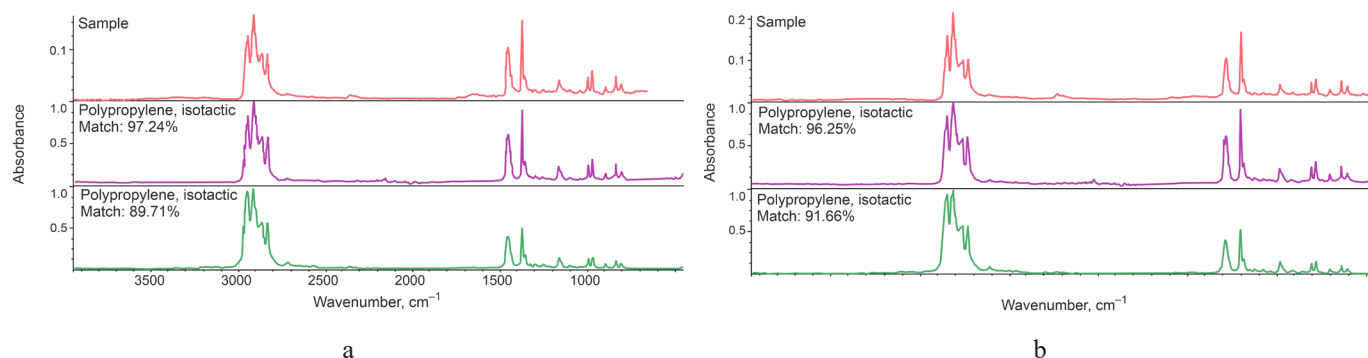 Sample
0.1
Polypropylene, isotactic
Match: 97.24%
1.0
0.5
Polypropylene, isotactic
Match: 89.71%
1.0
0.5
Absorbance
3500
3000
2500
2000
1500
1000
Wavenumber, cm⁻¹
a
Sample
0.2
0.1
Polypropylene, isotactic
Match: 96.25%
1.0
0.5
Polypropylene, isotactic
Match: 91.66%
1.0
0.5
Absorbance
Wavenumber, cm⁻¹
b